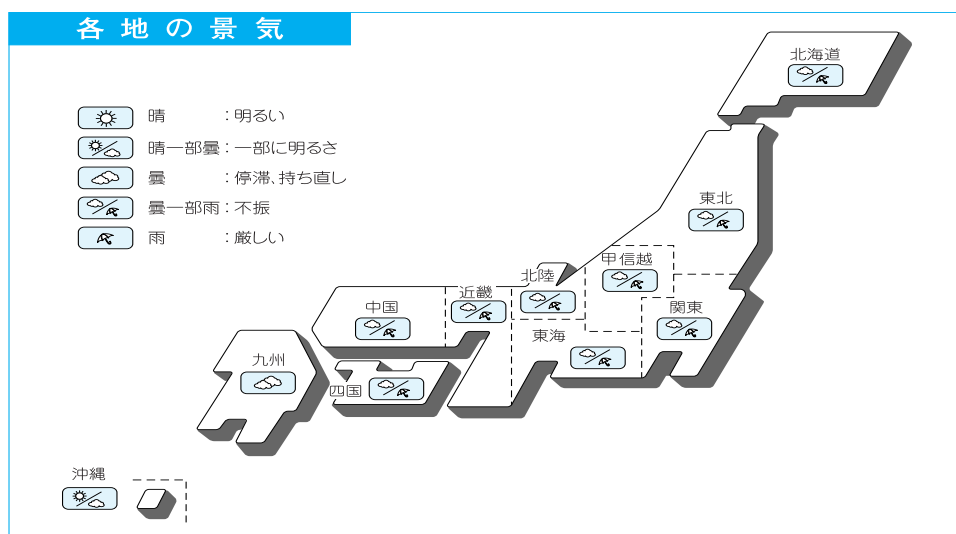 各地の景気
晴：明るい
晴一部曇：一部に明るさ
曇：停滞、持ち直し
曇一部雨：不振
雨：厳しい
北海道
東北
甲信越
北陸
近畿
中国
関東
東海
九州
四国
沖縄